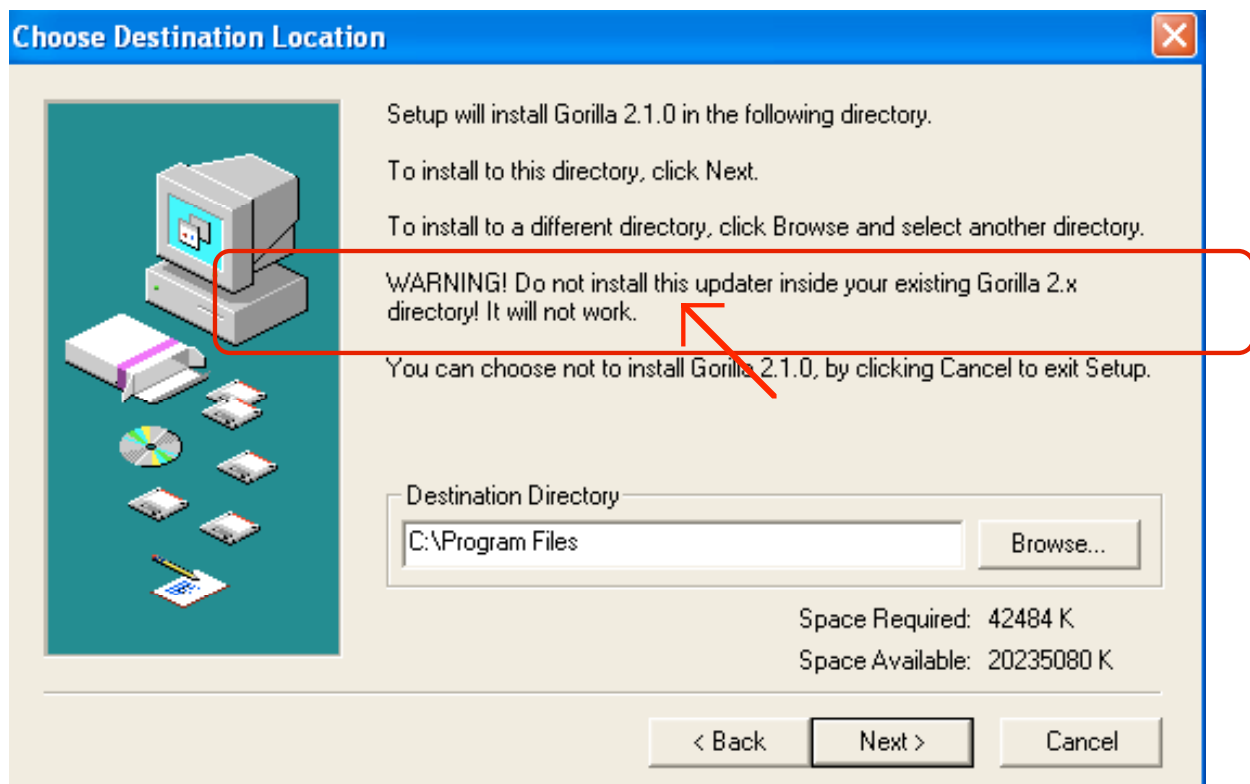 Choose Destination Location
Setup will install Gorilla 2.1.0 in the following directory.
To install to this directory, click Next.
To install to a different directory, click Browse and select another directory.
WARNING! Do not install this updater inside your existing Gorilla 2.x
directory! It will not work.
You can choose not to install Gorilla 2.1.0, by clicking Cancel to exit Setup.
Destination Directory
C:\Program Files
Browse...
Space Required: 42484 K
Space Available: 20235080 K
< Back Next > Cancel